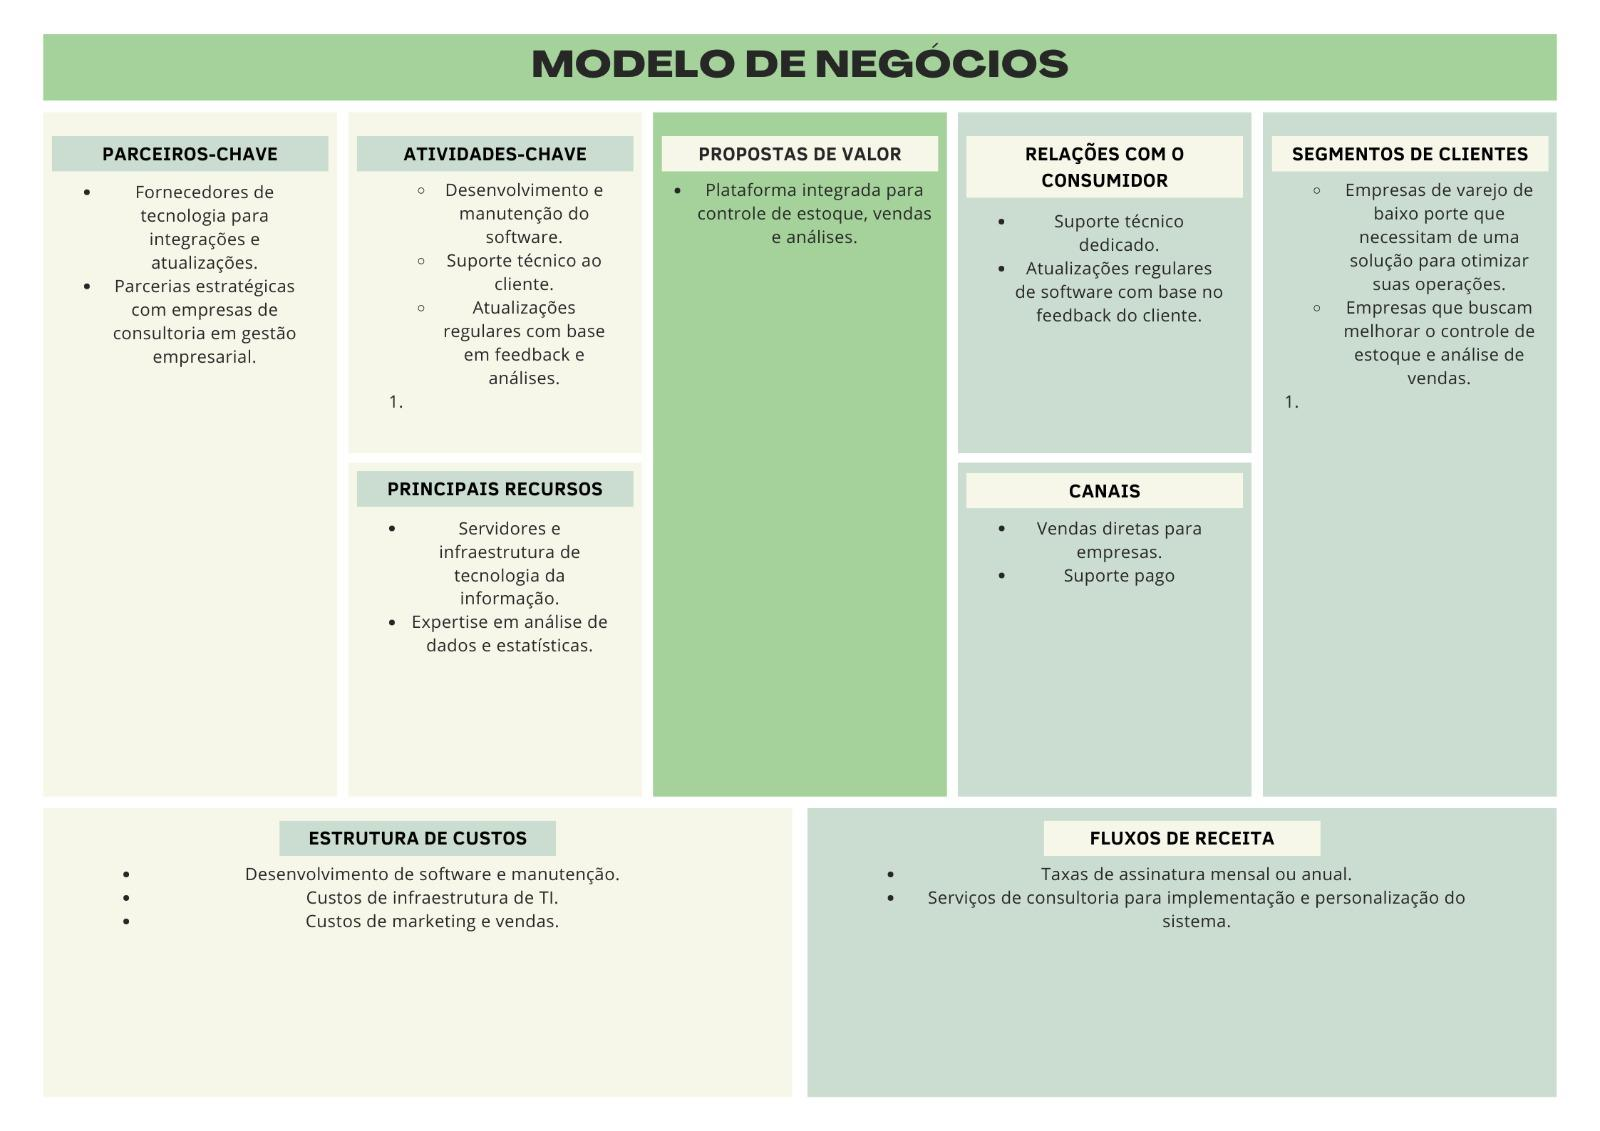 MODELO DE NEGÓCIOS
PARCEIROS-CHAVE
• Fornecedores de
tecnologia para
integrações e
atualizações.
• Parcerias estratégicas
com empresas de
consultoria em gestão
empresarial.
ATIVIDADES-CHAVE
◦ Desenvolvimento e
manutenção do
software.
◦ Suporte técnico ao
cliente.
◦ Atualizações
regulares com base
em feedback e
análises.
1.
PRINCIPAIS RECURSOS
• Servidores e
infraestrutura de
tecnologia da
informação.
• Expertise em análise de
dados e estatísticas.
PROPOSTAS DE VALOR
• Plataforma integrada para
controle de estoque, vendas
e análises.
RELAÇÕES COM O
CONSUMIDOR
• Suporte técnico
dedicado.
• Atualizações regulares
de software com base no
feedback do cliente.
CANAIS
• Vendas diretas para
empresas.
• Suporte pago
SEGMENTOS DE CLIENTES
◦ Empresas de varejo de
baixo porte que
necessitam de uma
solução para otimizar
suas operações.
◦ Empresas que buscam
melhorar o controle de
estoque e análise de
vendas.
1.
ESTRUTURA DE CUSTOS
• Desenvolvimento de software e manutenção.
• Custos de infraestrutura de TI.
• Custos de marketing e vendas.
FLUXOS DE RECEITA
• Taxas de assinatura mensal ou anual.
• Serviços de consultoria para implementação e personalização do
sistema.